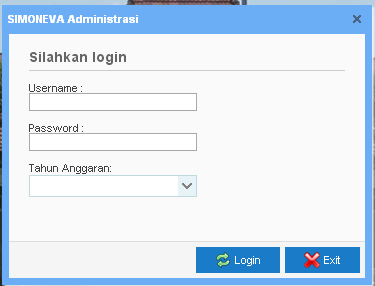 SIMONEVA Administrasi
Silahkan login
Username :
Password :
Tahun Anggaran:
Login
Exit